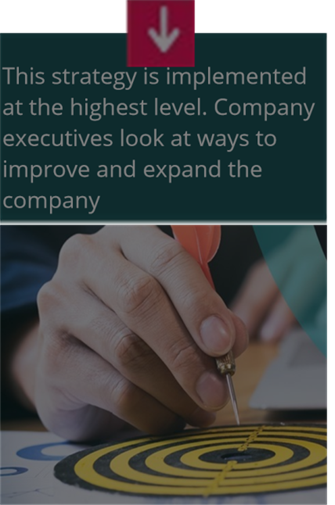 This strategy is implemented
at the highest level. Company
executives look at ways to
improve and expand the
company